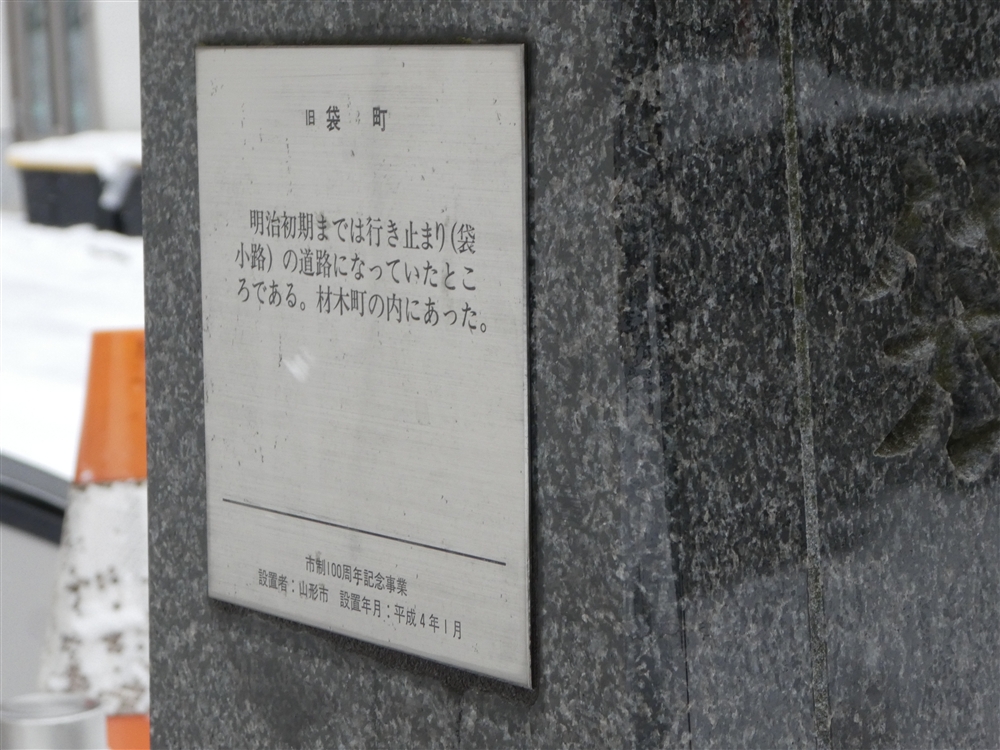 旧 袋 町
明治初期までは行き止まり(袋
小路)の道路になっていたとこ
ろである。材木町の内にあった。
市制100周年記念事業
設置者:山形市 設置年月:平成4年1月